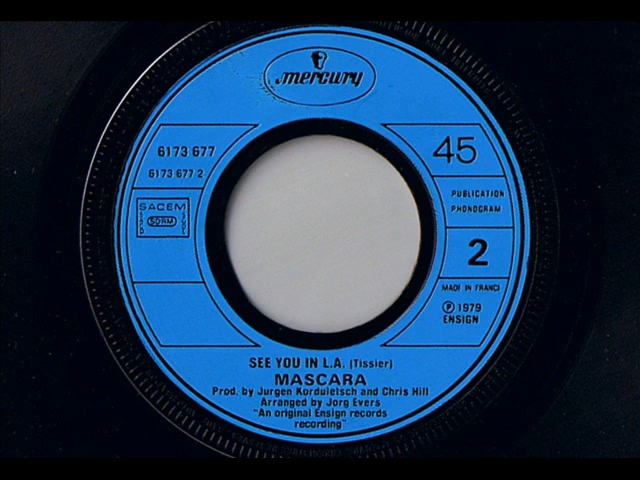 mercury
6173 677
6173 677 2
SACEM
SDRM
45
PUBLICATION
PHONOGRAM
2
MADE IN FRANCE
Ⓟ 1979
ENSIGN
SEE YOU IN L.A. (Tissier)
MASCARA
Prod. by Jurgen Korduletsch and Chris Hill
Arranged by Jorg Evers
"An original Ensign records
recording"